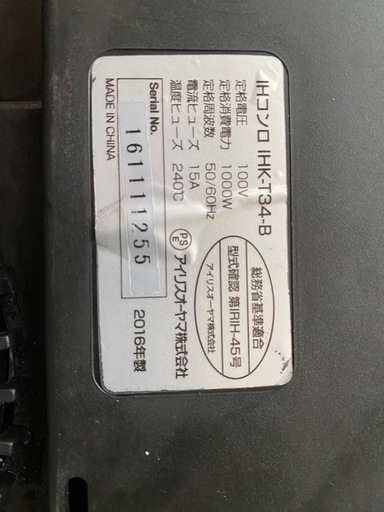 IHコンロ IHK-T34-B
定格電圧 100V
定格消費電力 1000W
定格周波数 50/60Hz
電流ヒューズ 15A
温度ヒューズ 240℃
総務省基準適合
型式確認 第IRIH-45号
アイリスオーヤマ株式会社
PS
E
アイリスオーヤマ株式会社
Serial No. 161111255
MADE IN CHINA
2016年製